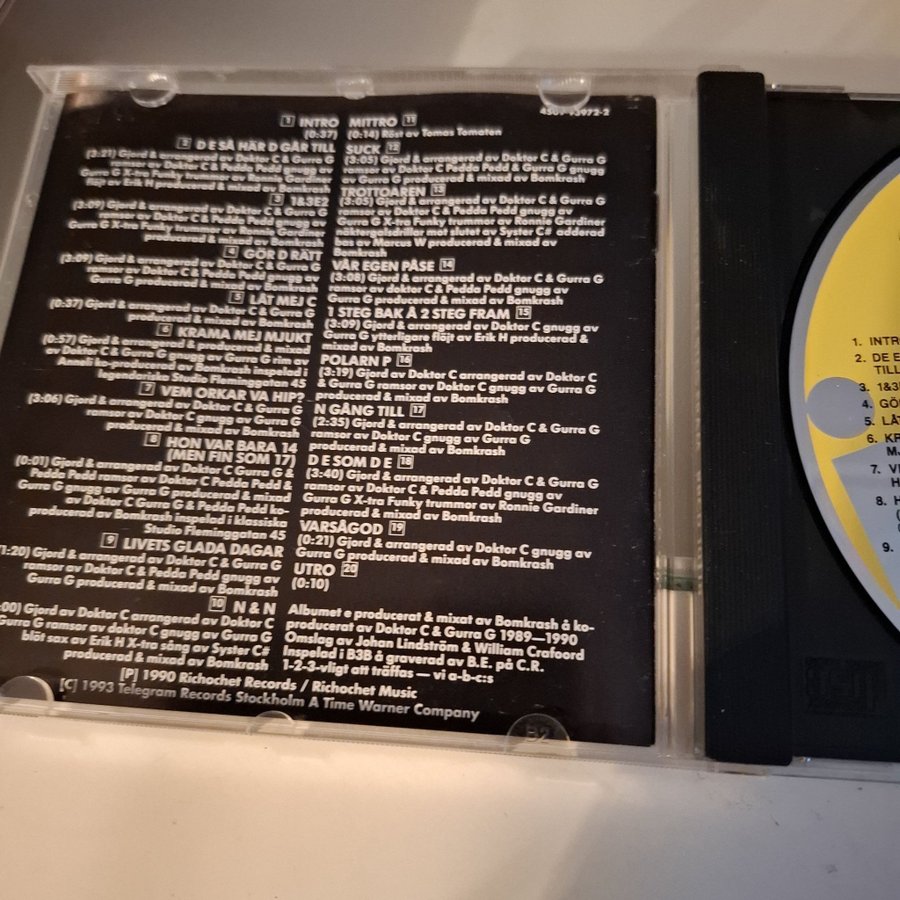 1 INTRO
(0:37)
2 D E SÅ HÄR D GÅR TILL
(3:21) Gjord & arrangerad av Doktor C & Gurra G
ramsor av Doktor C & Pedda Pedd gnugg av
Gurra G X-tra Funky trummor av Ronnie Gardiner
flöjt av Erik H producerad & mixad av Bomkrash
3 1&3E2
(3:09) Gjord & arrangerad av Doktor C & Gurra G
ramsor av Doktor C & Pedda Pedd gnugg av
Gurra G X-tra Funky trummor av Ronnie Gardiner
producerad & mixad av Bomkrash
4 GÖR D RÄTT
(3:09) Gjord & arrangerad av Doktor C & Gurra G
ramsor av Doktor C & Pedda Pedd gnugg av
Gurra G producerad & mixad av Bomkrash
5 LÅT MEJ C
(0:37) Gjord & arrangerad av Doktor C & Gurra G
producerad & mixad av Bomkrash
6 KRAMA MEJ MJUKT
(0:57) Gjord & arrangerad & producerad & mixad
av Doktor C & Gurra G gnugg av Gurra G rim av
Anneli Bomkrash inspelad i
legendariska Studio Fleminggatan 45
7 VEM ORKAR VA HIP?
(3:06) Gjord & arrangerad av Doktor C & Gurra G
ramsor av Doktor C gnugg av Gurra G
producerad & mixad av Bomkrash
8 HON VAR BARA 14
(MEN FIN SOM 17)
(0:01) Gjord & arrangerad av Doktor C Gurra G &
Pedda Pedd ramsor av Doktor C Pedda Pedd &
Gurra G gnugg av Gurra G producerad & mixad
av Doktor C Gurra G & Pedda Pedd ko-
producerad av Bomkrash inspelad i klassiska
Studio Fleminggatan 45
9 LIVETS GLADA DAGAR
1:20) Gjord & arrangerad av Doktor C & Gurra G
ramsor av Doktor C & Pedda Pedd gnugg av
Gurra G producerad & mixad av Bomkrash
10 N & N
:00) Gjord av Doktor C arrangerad av Doktor C
Gurra G ramsor av doktor C gnugg av Gurra G
blöt sax av Erik H X-tra sång av Syster C#
producerad & mixad av Bomkrash
4509-93972-2
MITTRO 11
(0:14) Röst av Tomas Tomaten
SUCK 12
(3:05) Gjord & arrangerad av Doktor C & Gurra G
ramsor av Doktor C Pedda Pedd & Gurra G gnugg
av Gurra G producerad & mixad av Bomkrash
TROTTOAREN 13
(3:05) Gjord & arrangerad av Doktor C & Gurra G
ramsor av Doktor C & Pedda Pedd gnugg av
Gurra G X-tra Funky trummor av Ronnie Gardiner
näktergalsdrillar mot slutet av Syster C# adderad
bas av Marcus W producerad & mixad av
Bomkrash
VÅR EGEN PÅSE 14
(3:08) Gjord & arrangerad av Doktor C & Gurra G
ramsor av doktor C & Pedda Pedd gnugg av
Gurra G producerad & mixad av Bomkrash
1 STEG BAK Å 2 STEG FRAM 15
(3:09) Gjord & arrangerad av Doktor C gnugg av
Gurra G ytterligare flöjt av Erik H producerad &
mixad av Bomkrash
POLARN P 16
(3:19) Gjord av Doktor C arrangerad av Doktor C
& Gurra G ramsor av Doktor C gnugg av Gurra G
producerad & mixad av Bomkrash
N GÅNG TILL 17
(2:35) Gjord & arrangerad av Doktor C & Gurra G
ramsor av Doktor C gnugg av Gurra G
producerad & mixad av Bomkrash
D E SOM D E 18
(3:40) Gjord & arrangerad av Doktor C & Gurra G
ramsor av Doktor C & Pedda Pedd gnugg av
Gurra G X-tra Funky trummor av Ronnie Gardiner
producerad & mixad av Bomkrash
VARSÅGOD 19
(0:21) Gjord & arrangerad av Doktor C gnugg av
Gurra G producerad & mixad av Bomkrash
UTRO 20
(0:10)
Albumet e producerat & mixat av Bomkrash å ko-
producerat av Doktor C & Gurra G 1989—1990
Omslag av Johan Lindström & William Crafoord
Inspelad i B3B å graverad av B.E. på C.R.
1-2-3-vligt att träffas — vi a-b-c:s
[P] 1990 Richochet Records / Richochet Music
[C] 1993 Telegram Records Stockholm A Time Warner Company
B2
1. INTRO
2. DE E
TILL
3. 1&3
4. GÖ
5. LÅT
6. KR
MJ
7. VE
H
8. H
(
9.